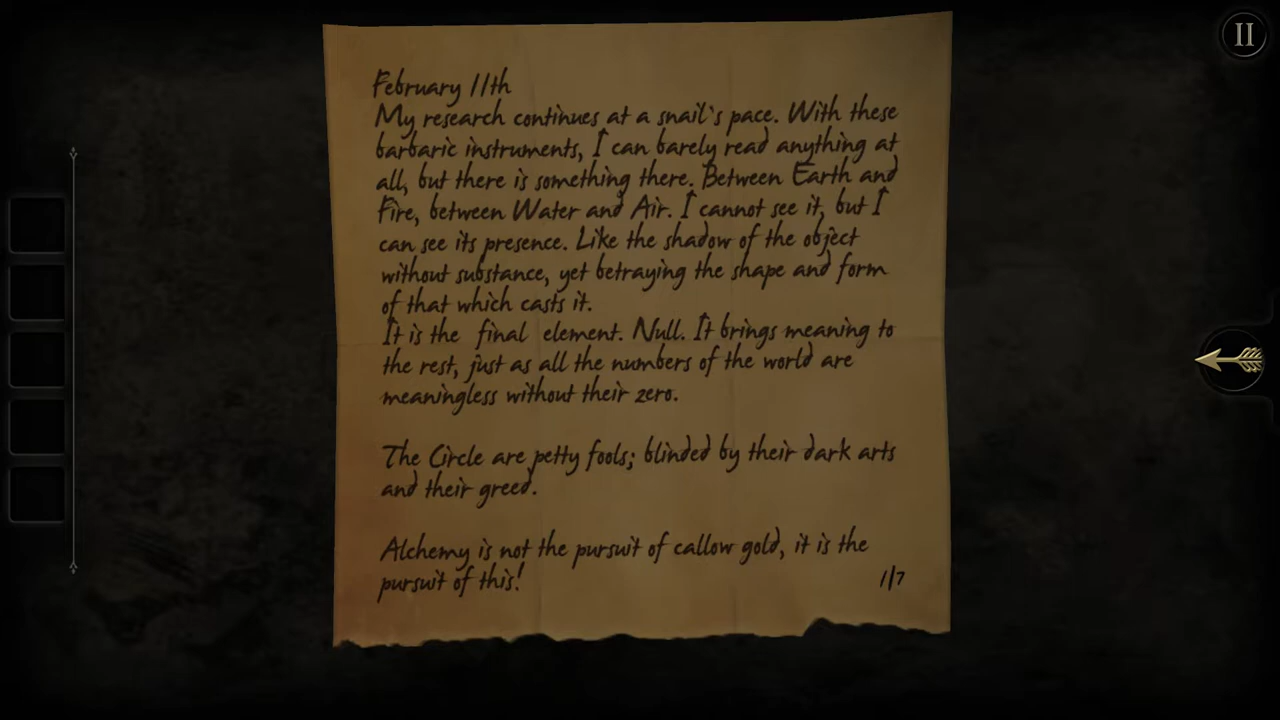 February 11th
My research continues at a snail's pace. With these
barbaric instruments, I can barely read anything at
all, but there is something there. Between Earth and
Fire, between Water and Air. I cannot see it, but I
can see its presence. Like the shadow of the object
without substance, yet betraying the shape and form
of that which casts it.
It is the final element. Null. It brings meaning to
the rest, just as all the numbers of the world are
meaningless without their zero.
The Circle are petty fools; blinded by their dark arts
and their greed.
Alchemy is not the pursuit of callow gold, it is the
pursuit of this!
1/7